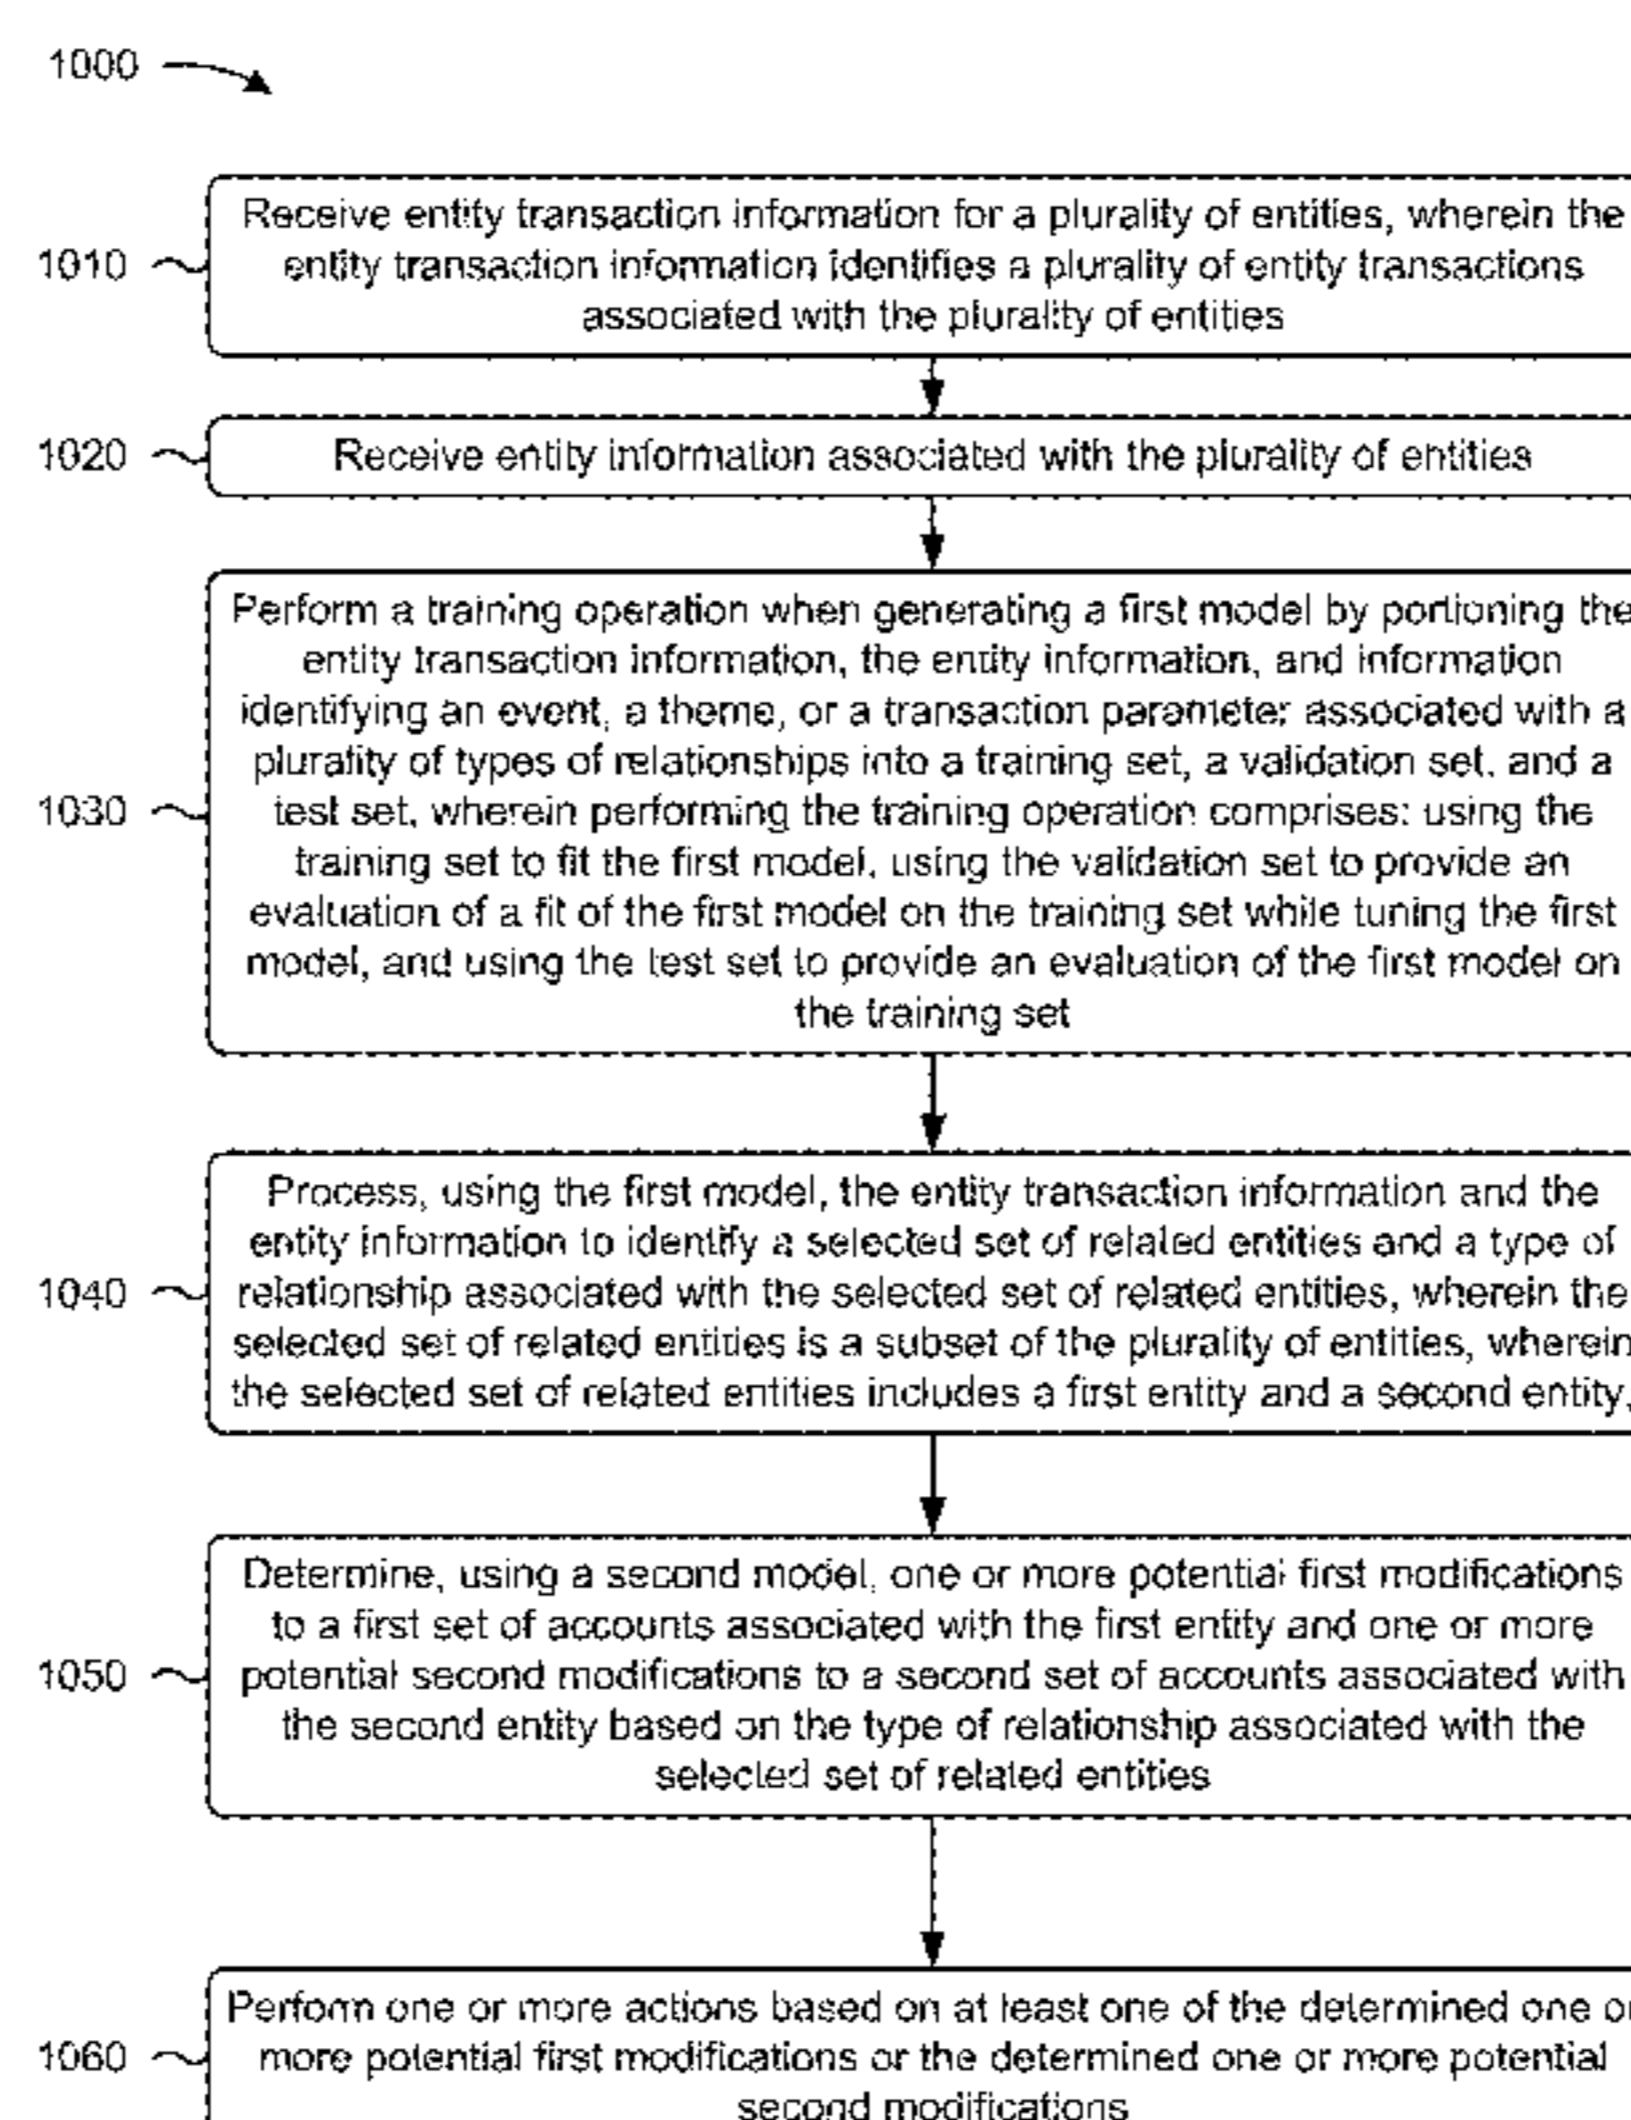 1000
1010
Receive entity transaction information for a plurality of entities, wherein the
entity transaction information identifies a plurality of entity transactions
associated with the plurality of entities
1020
Receive entity information associated with the plurality of entities
1030
Perform a training operation when generating a first model by portioning the
entity transaction information, the entity information, and information
identifying an event, a theme, or a transaction parameter associated with a
plurality of types of relationships into a training set, a validation set, and a
test set, wherein performing the training operation comprises: using the
training set to fit the first model, using the validation set to provide an
evaluation of a fit of the first model on the training set while tuning the first
model, and using the test set to provide an evaluation of the first model on
the training set
1040
Process, using the first model, the entity transaction information and the
entity information to identify a selected set of related entities and a type of
relationship associated with the selected set of related entities, wherein the
selected set of related entities is a subset of the plurality of entities, wherein
the selected set of related entities includes a first entity and a second entity,
1050
Determine, using a second model, one or more potential first modifications
to a first set of accounts associated with the first entity and one or more
potential second modifications to a second set of accounts associated with
the second entity based on the type of relationship associated with the
selected set of related entities
1060
Perform one or more actions based on at least one of the determined one or
more potential first modifications or the determined one or more potential
second modifications